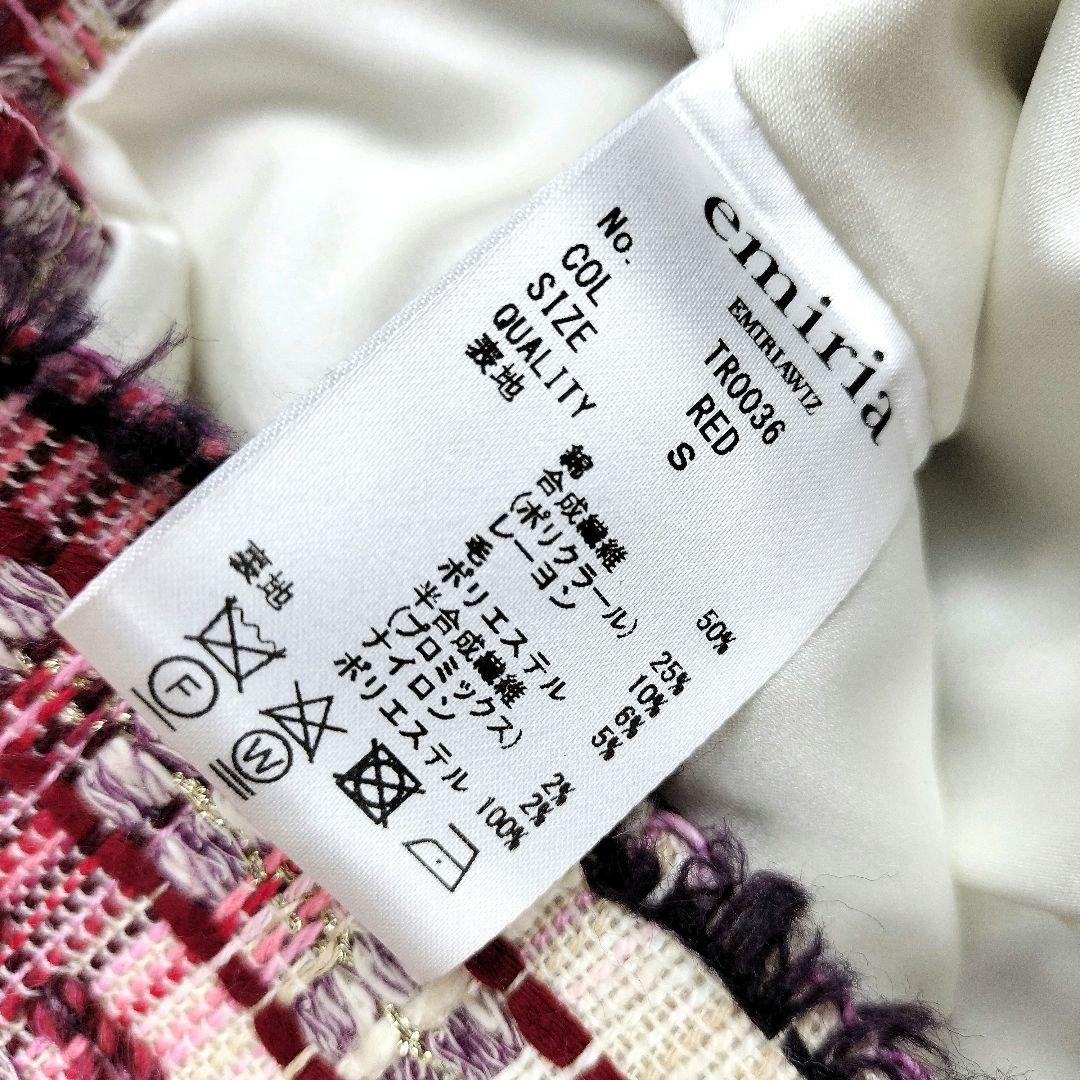 emiria
EMIRIAWIZ
No. TR0036
COL RED
SIZE S
QUALITY
表地
綿 50%
合成繊維
(ポリクラール) 25%
レーヨン 10%
毛 6%
ポリエステル 5%
半合成繊維
(プロミックス) 2%
ナイロン 2%
裏地 ポリエステル 100%
F
W